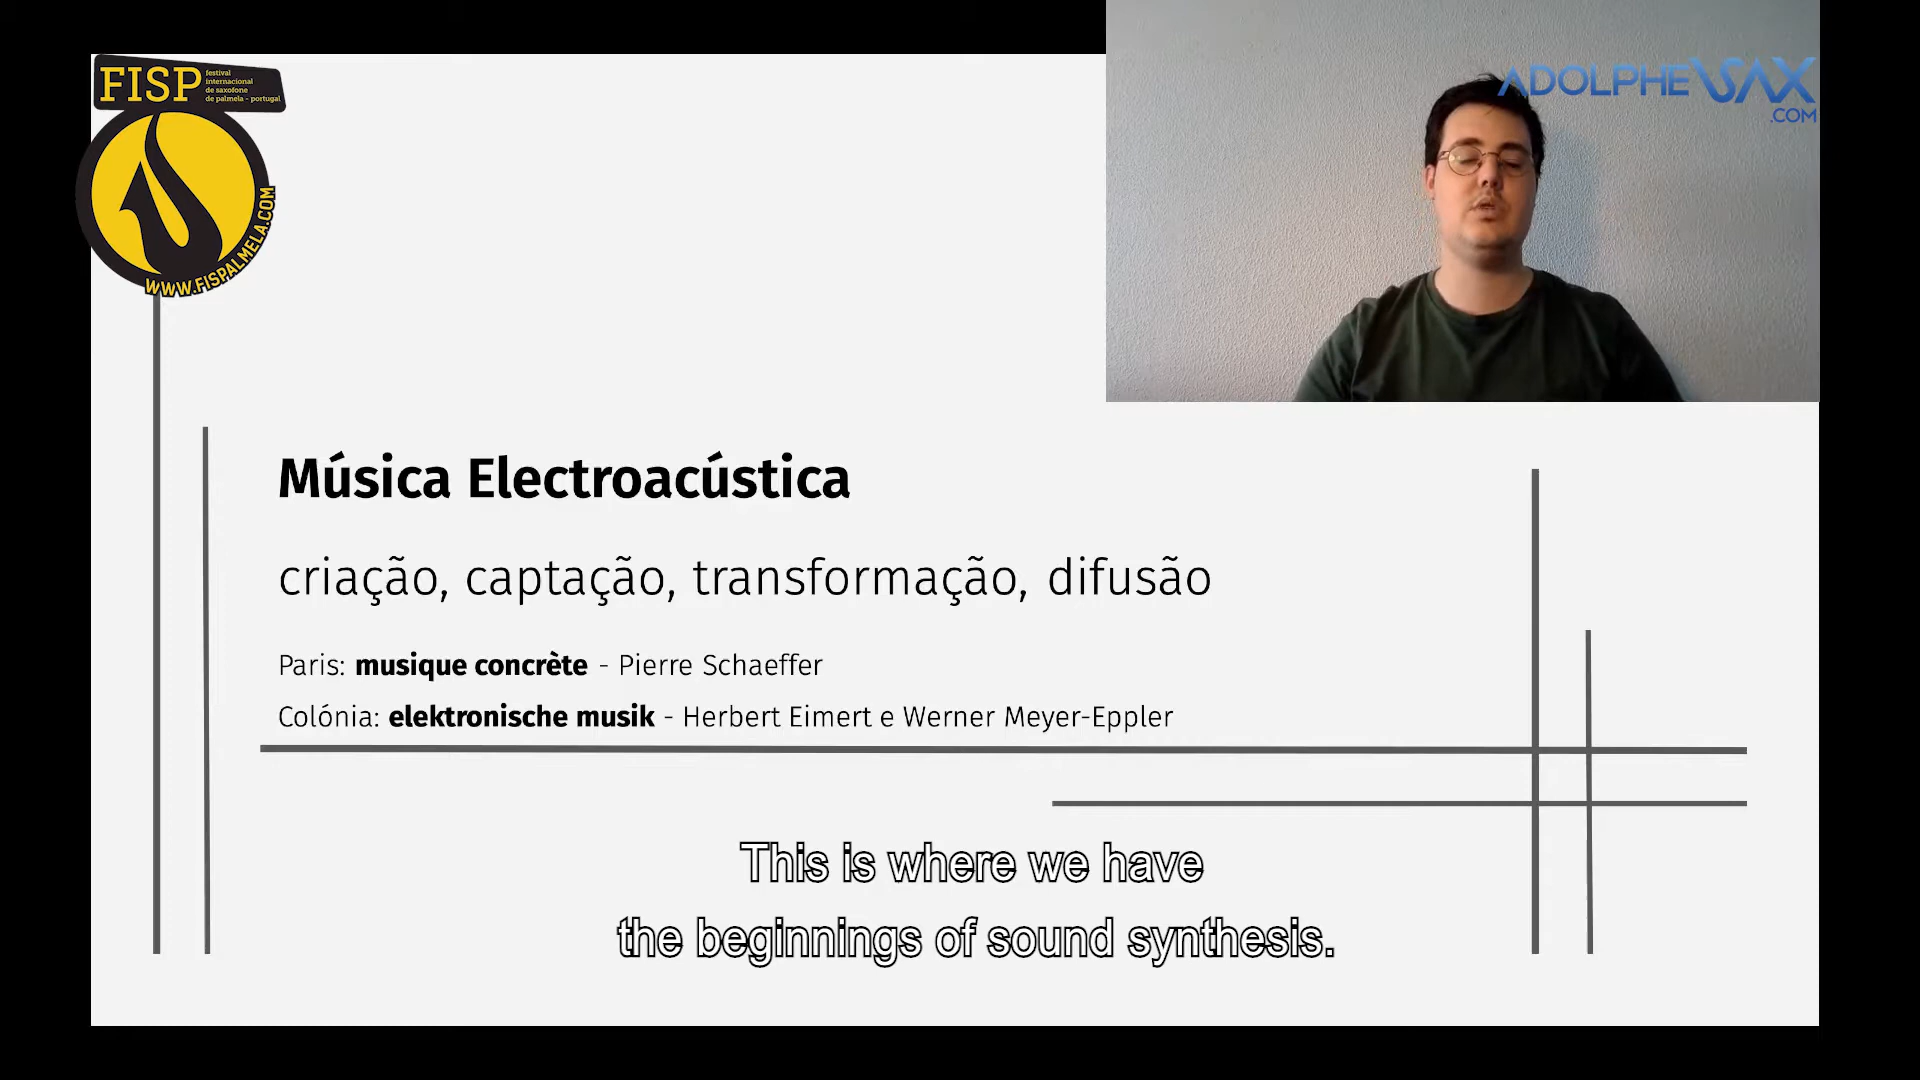 FISP
festival
internacional
de saxofone
de palmela - portugal
WWW.FISPALMELA.COM
ADOLPHESAX
.COM
Música Electroacústica
criação, captação, transformação, difusão
Paris: musique concrète - Pierre Schaeffer
Colónia: elektronische musik - Herbert Eimert e Werner Meyer-Eppler
This is where we have
the beginnings of sound synthesis.